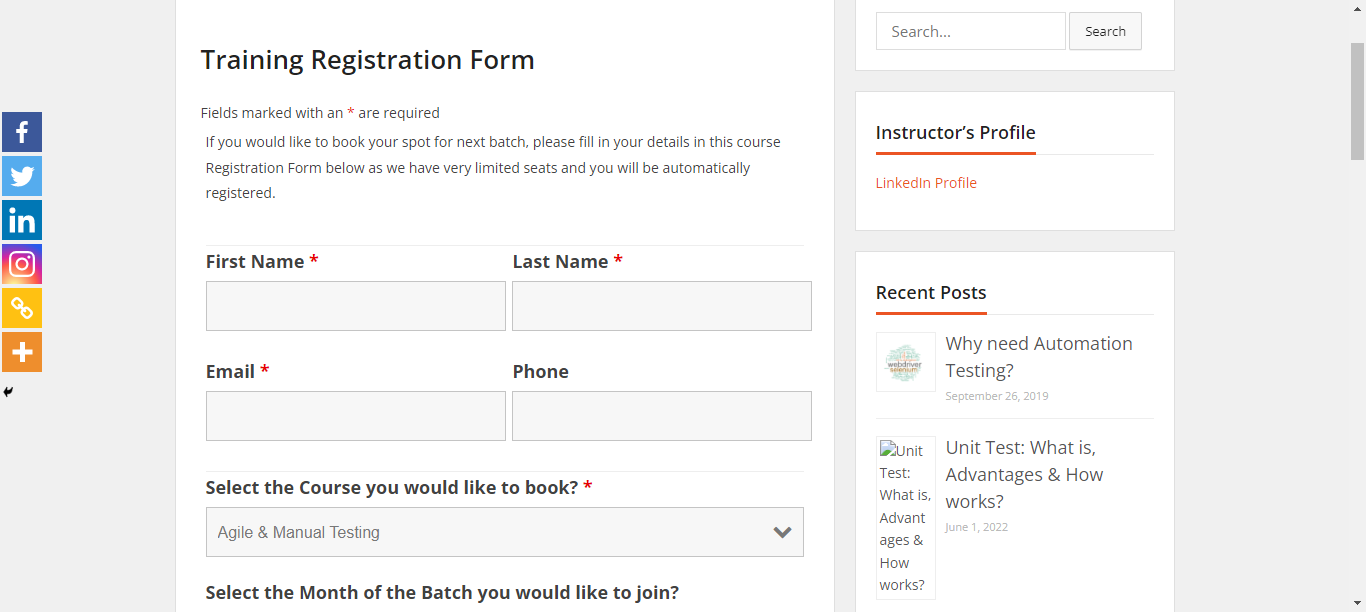 Training Registration Form
Fields marked with an * are required
If you would like to book your spot for next batch, please fill in your details in this course
Registration Form below as we have very limited seats and you will be automatically
registered.
First Name *
Last Name *
Email *
Phone
Select the Course you would like to book? *
Agile & Manual Testing
Select the Month of the Batch you would like to join?
Search...
Search
Instructor’s Profile
LinkedIn Profile
Recent Posts
webdriver
selenium
Why need Automation
Testing?
September 26, 2019
Unit
Test:
What is,
Advant
ages &
How
works?
Unit Test: What is,
Advantages & How
works?
June 1, 2022
f
in